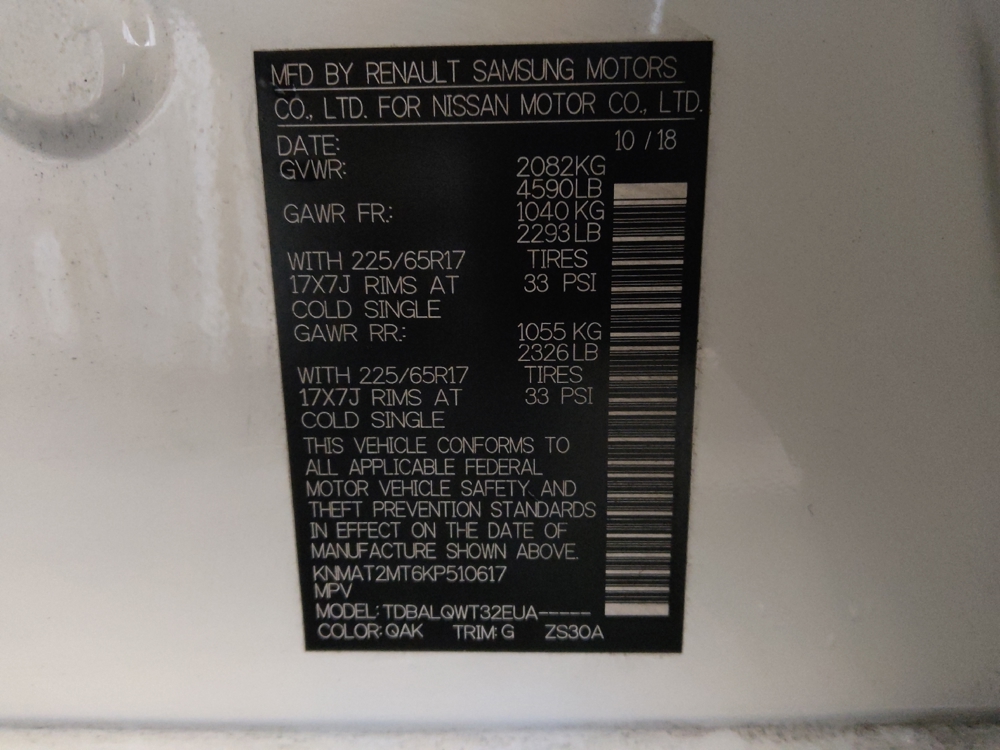 MFD BY RENAULT SAMSUNG MOTORS
CO., LTD. FOR NISSAN MOTOR CO., LTD.
DATE: 10 / 18
GVWR: 2082KG
4590LB
GAWR FR.: 1040 KG
2293 LB
WITH 225/65R17 TIRES
17X7J RIMS AT 33 PSI
COLD SINGLE
GAWR RR.: 1055 KG
2326 LB
WITH 225/65R17 TIRES
17X7J RIMS AT 33 PSI
COLD SINGLE
THIS VEHICLE CONFORMS TO
ALL APPLICABLE FEDERAL
MOTOR VEHICLE SAFETY AND
THEFT PREVENTION STANDARDS
IN EFFECT ON THE DATE OF
MANUFACTURE SHOWN ABOVE.
KNMAT2MT6KP510617
MPV
MODEL: TDBALQWT32EUA-----
COLOR: QAK TRIM: G ZS30A